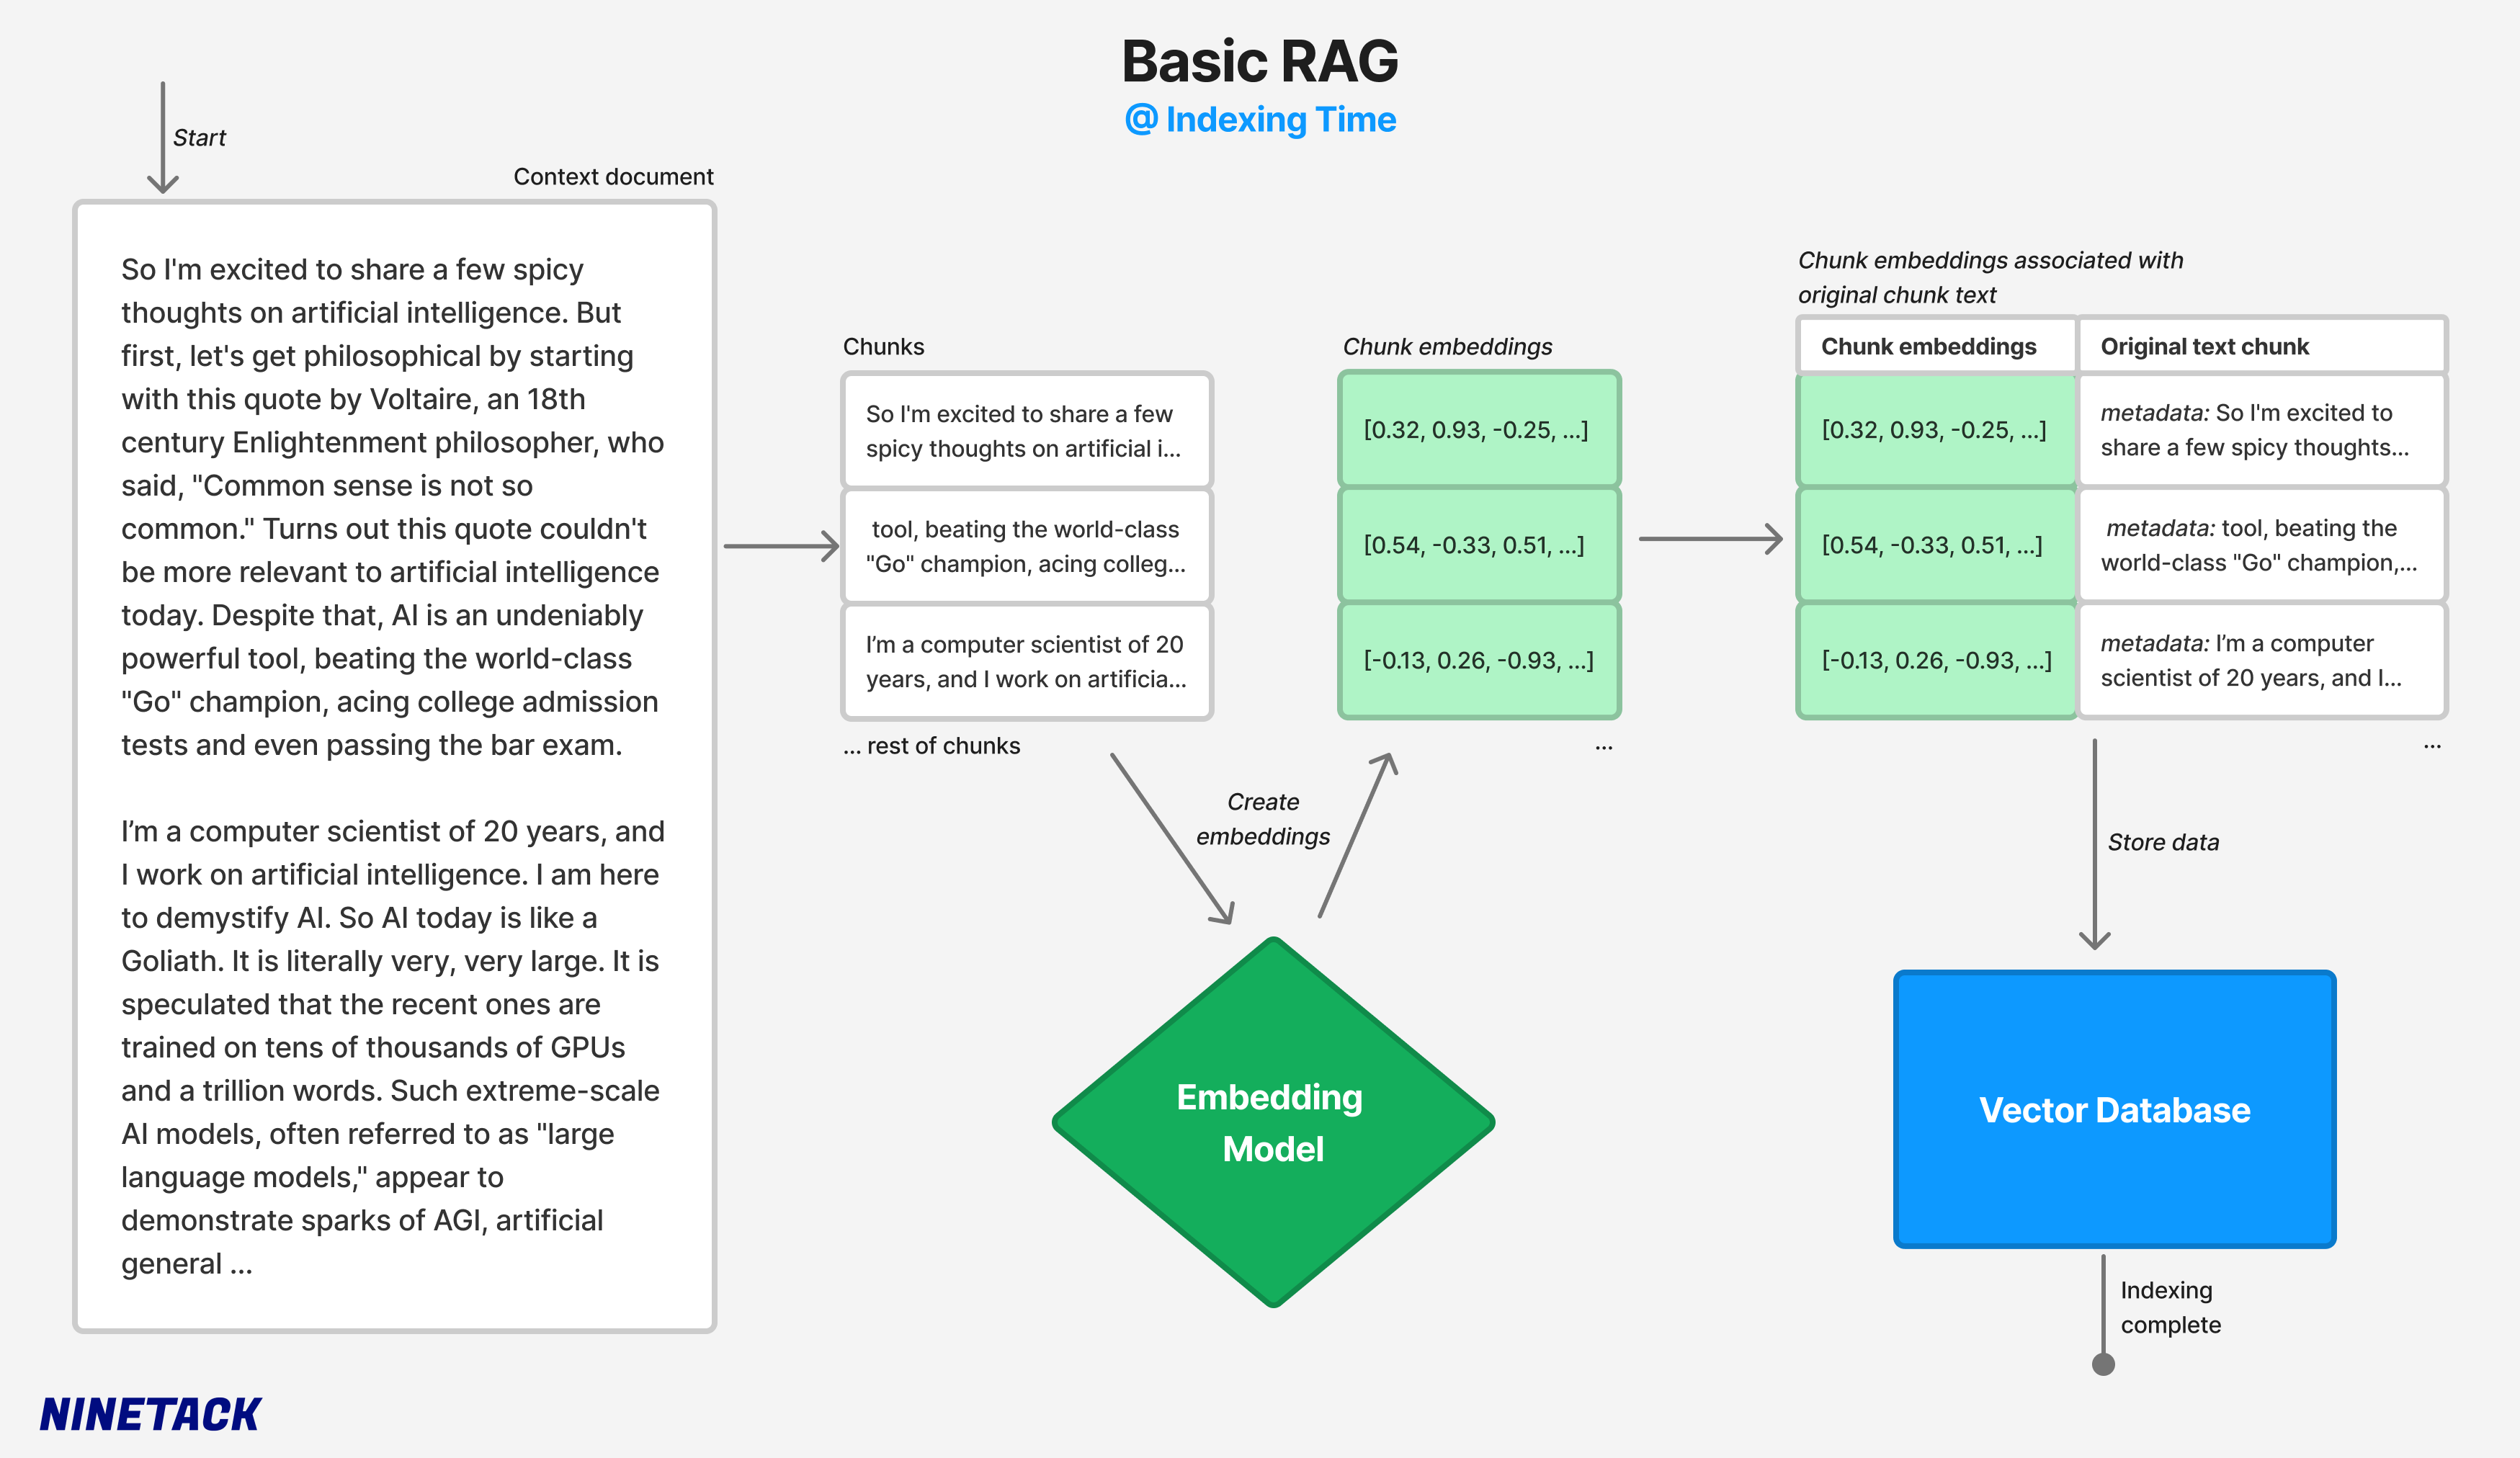 Basic RAG
@ Indexing Time
Start
Context document
So I'm excited to share a few spicy
thoughts on artificial intelligence. But
first, let's get philosophical by starting
with this quote by Voltaire, an 18th
century Enlightenment philosopher, who
said, "Common sense is not so
common." Turns out this quote couldn't
be more relevant to artificial intelligence
today. Despite that, AI is an undeniably
powerful tool, beating the world-class
"Go" champion, acing college admission
tests and even passing the bar exam.
I’m a computer scientist of 20 years, and
I work on artificial intelligence. I am here
to demystify AI. So AI today is like a
Goliath. It is literally very, very large. It is
speculated that the recent ones are
trained on tens of thousands of GPUs
and a trillion words. Such extreme-scale
AI models, often referred to as "large
language models," appear to
demonstrate sparks of AGI, artificial
general ...
Chunks
So I'm excited to share a few
spicy thoughts on artificial i...
tool, beating the world-class
"Go" champion, acing colleg...
I’m a computer scientist of 20
years, and I work on artificia...
... rest of chunks
Create
embeddings
Embedding
Model
Chunk embeddings
[0.32, 0.93, -0.25, ...]
[0.54, -0.33, 0.51, ...]
[-0.13, 0.26, -0.93, ...]
...
Chunk embeddings associated with
original chunk text
Chunk embeddings
Original text chunk
[0.32, 0.93, -0.25, ...]
metadata: So I'm excited to
share a few spicy thoughts...
[0.54, -0.33, 0.51, ...]
metadata: tool, beating the
world-class "Go" champion,...
[-0.13, 0.26, -0.93, ...]
metadata: I’m a computer
scientist of 20 years, and I...
...
Store data
Vector Database
Indexing
complete
NINETACK